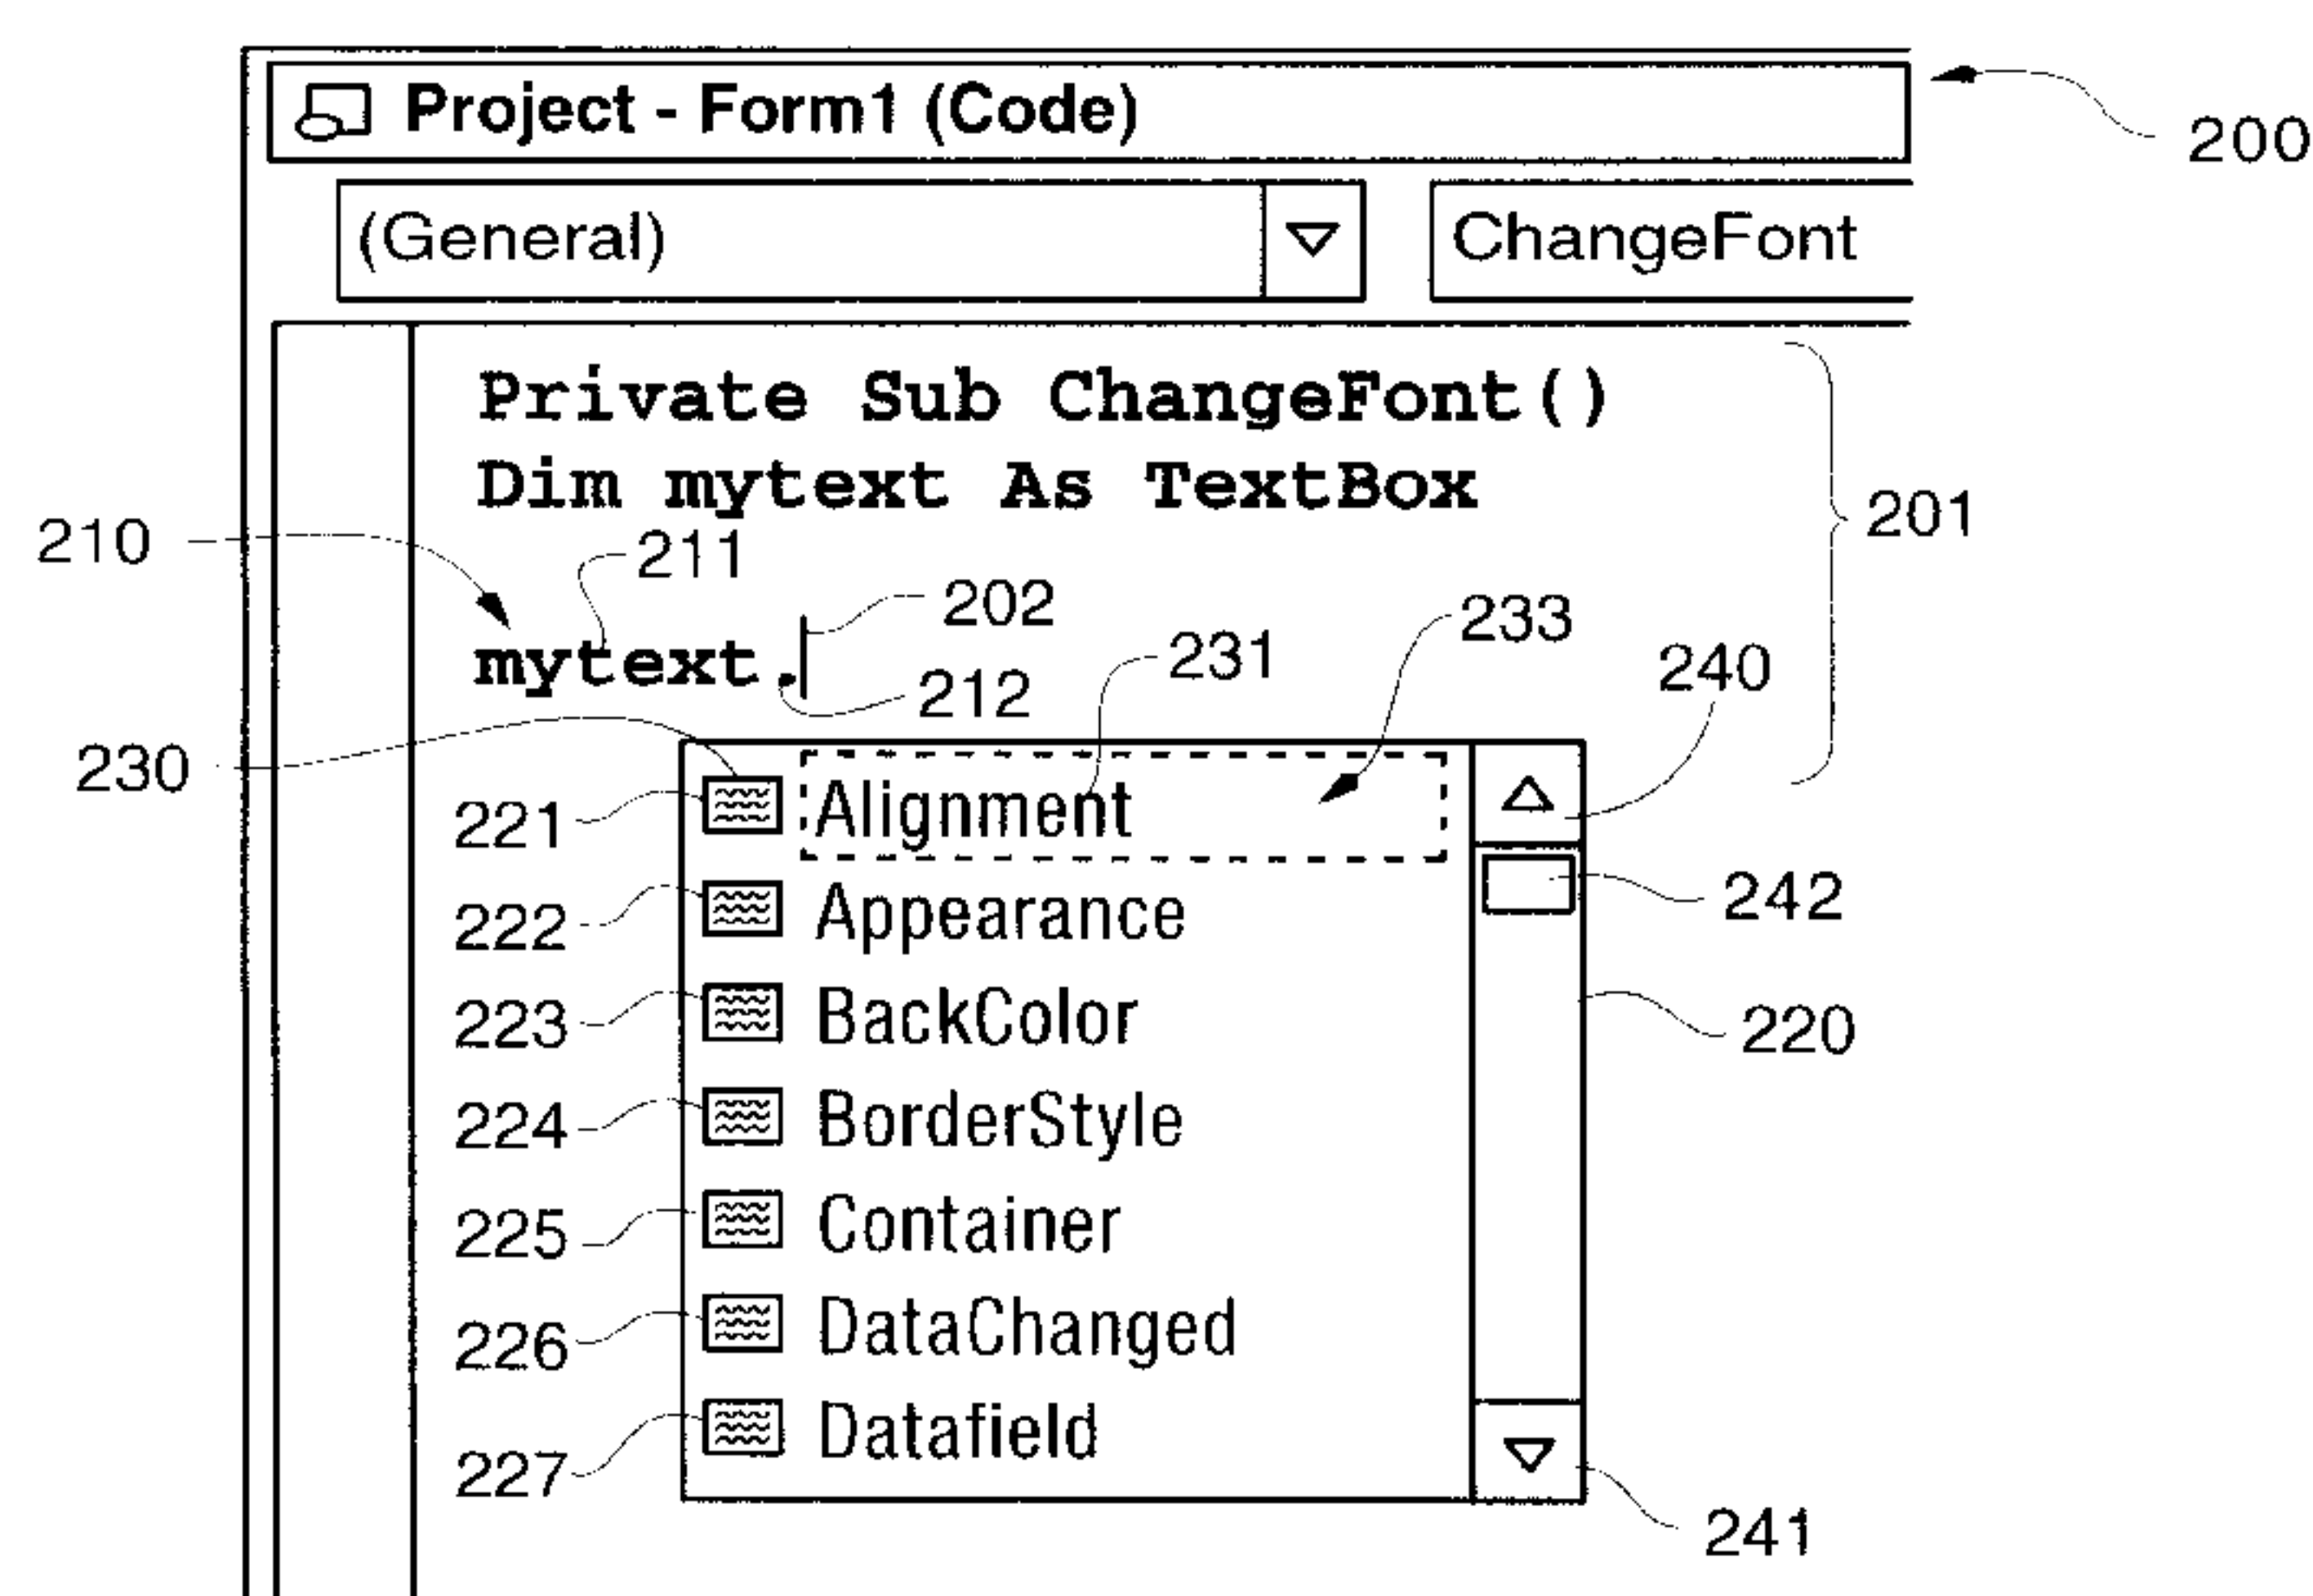 Project - Form1 (Code)
200
(General)
ChangeFont
Private Sub ChangeFont()
Dim mytext As TextBox
201
210
211
202
mytext.
212
231
233
240
230
221
Alignment
222
Appearance
242
223
BackColor
220
224
BorderStyle
225
Container
226
DataChanged
227
Datafield
241